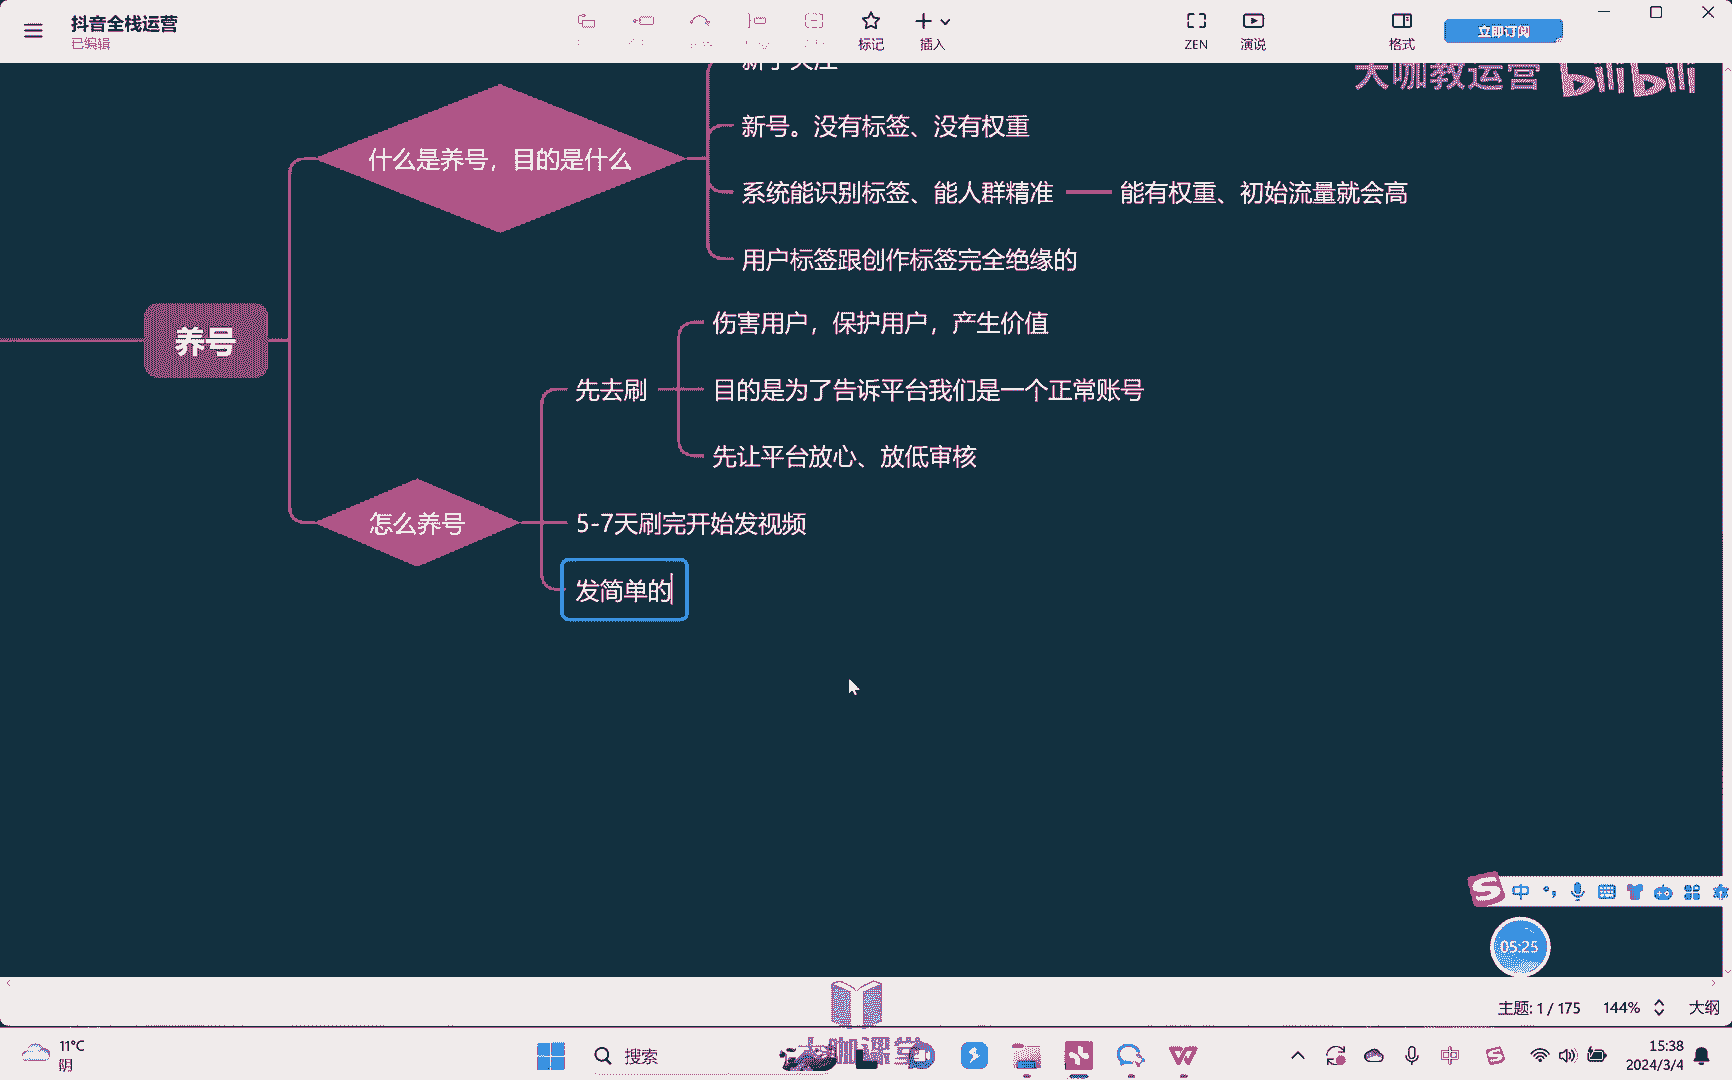 抖音全栈运营
已编辑
标记
插入
ZEN
演说
格式
立即订阅
大咖教运营 bilibili
新号。没有标签、没有权重
什么是养号，目的是什么
系统能识别标签、能人群精准
能有权重、初始流量就会高
用户标签跟创作标签完全绝缘的
养号
伤害用户，保护用户，产生价值
先去刷
目的是为了告诉平台我们是一个正常账号
先让平台放心、放低审核
怎么养号
5-7天刷完开始发视频
发简单的
中
05:25
主题: 1 / 175
144%
大纲
11°C
阴
搜索
大咖课堂
中
15:38
2024/3/4